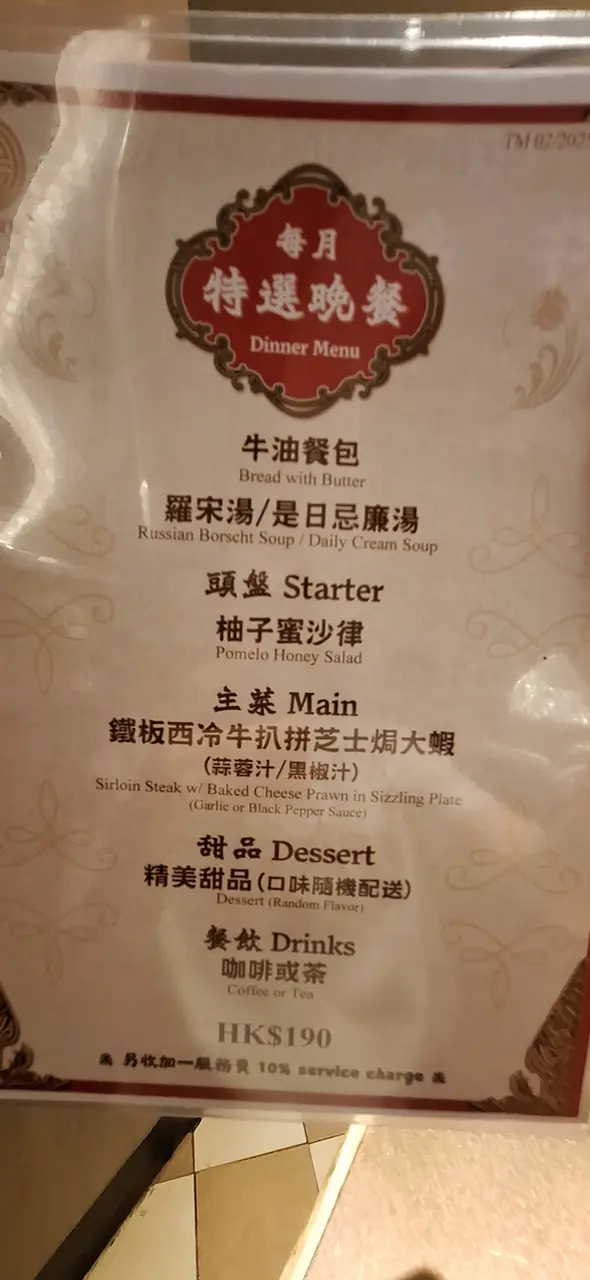 TM 02/202
每月
特選晚餐
Dinner Menu
牛油餐包
Bread with Butter
羅宋湯/是日忌廉湯
Russian Borscht Soup / Daily Cream Soup
頭盤 Starter
柚子蜜沙律
Pomelo Honey Salad
主菜 Main
鐵板西冷牛扒拼芝士焗大蝦
(蒜蓉汁/黑椒汁)
Sirloin Steak w/ Baked Cheese Prawn in Sizzling Plate
(Garlic or Black Pepper Sauce)
甜品 Dessert
精美甜品(口味隨機配送)
Dessert (Random Flavor)
餐飲 Drinks
咖啡或茶
Coffee or Tea
HK$190
另收加一服務費 10% service charge